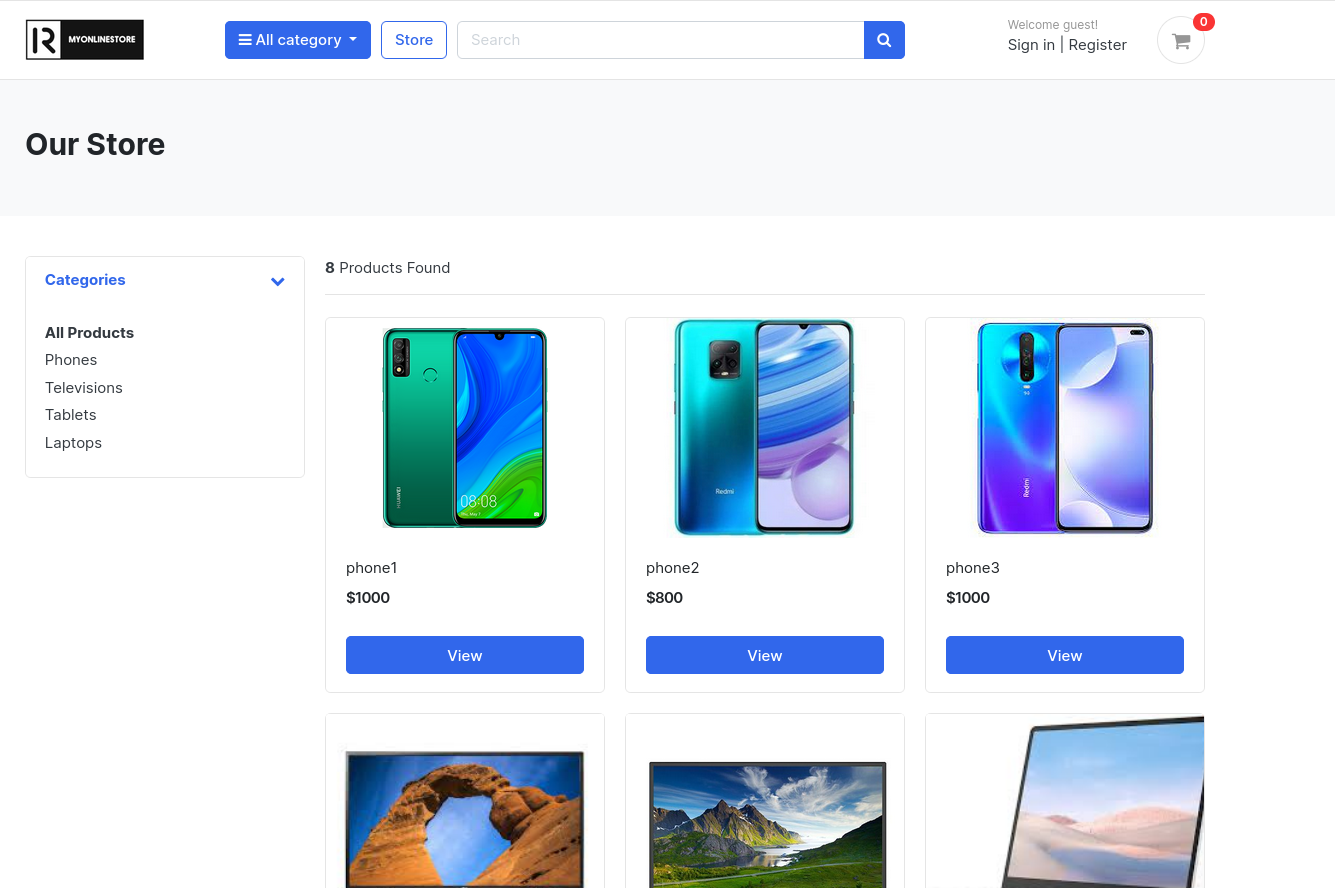 MYONLINESTORE
All category
Store
Search
Welcome guest!
Sign in | Register
0
Our Store
Categories
All Products
Phones
Televisions
Tablets
Laptops
8 Products Found
08:08
Redmi
Redmi
phone1
$1000
View
phone2
$800
View
phone3
$1000
View